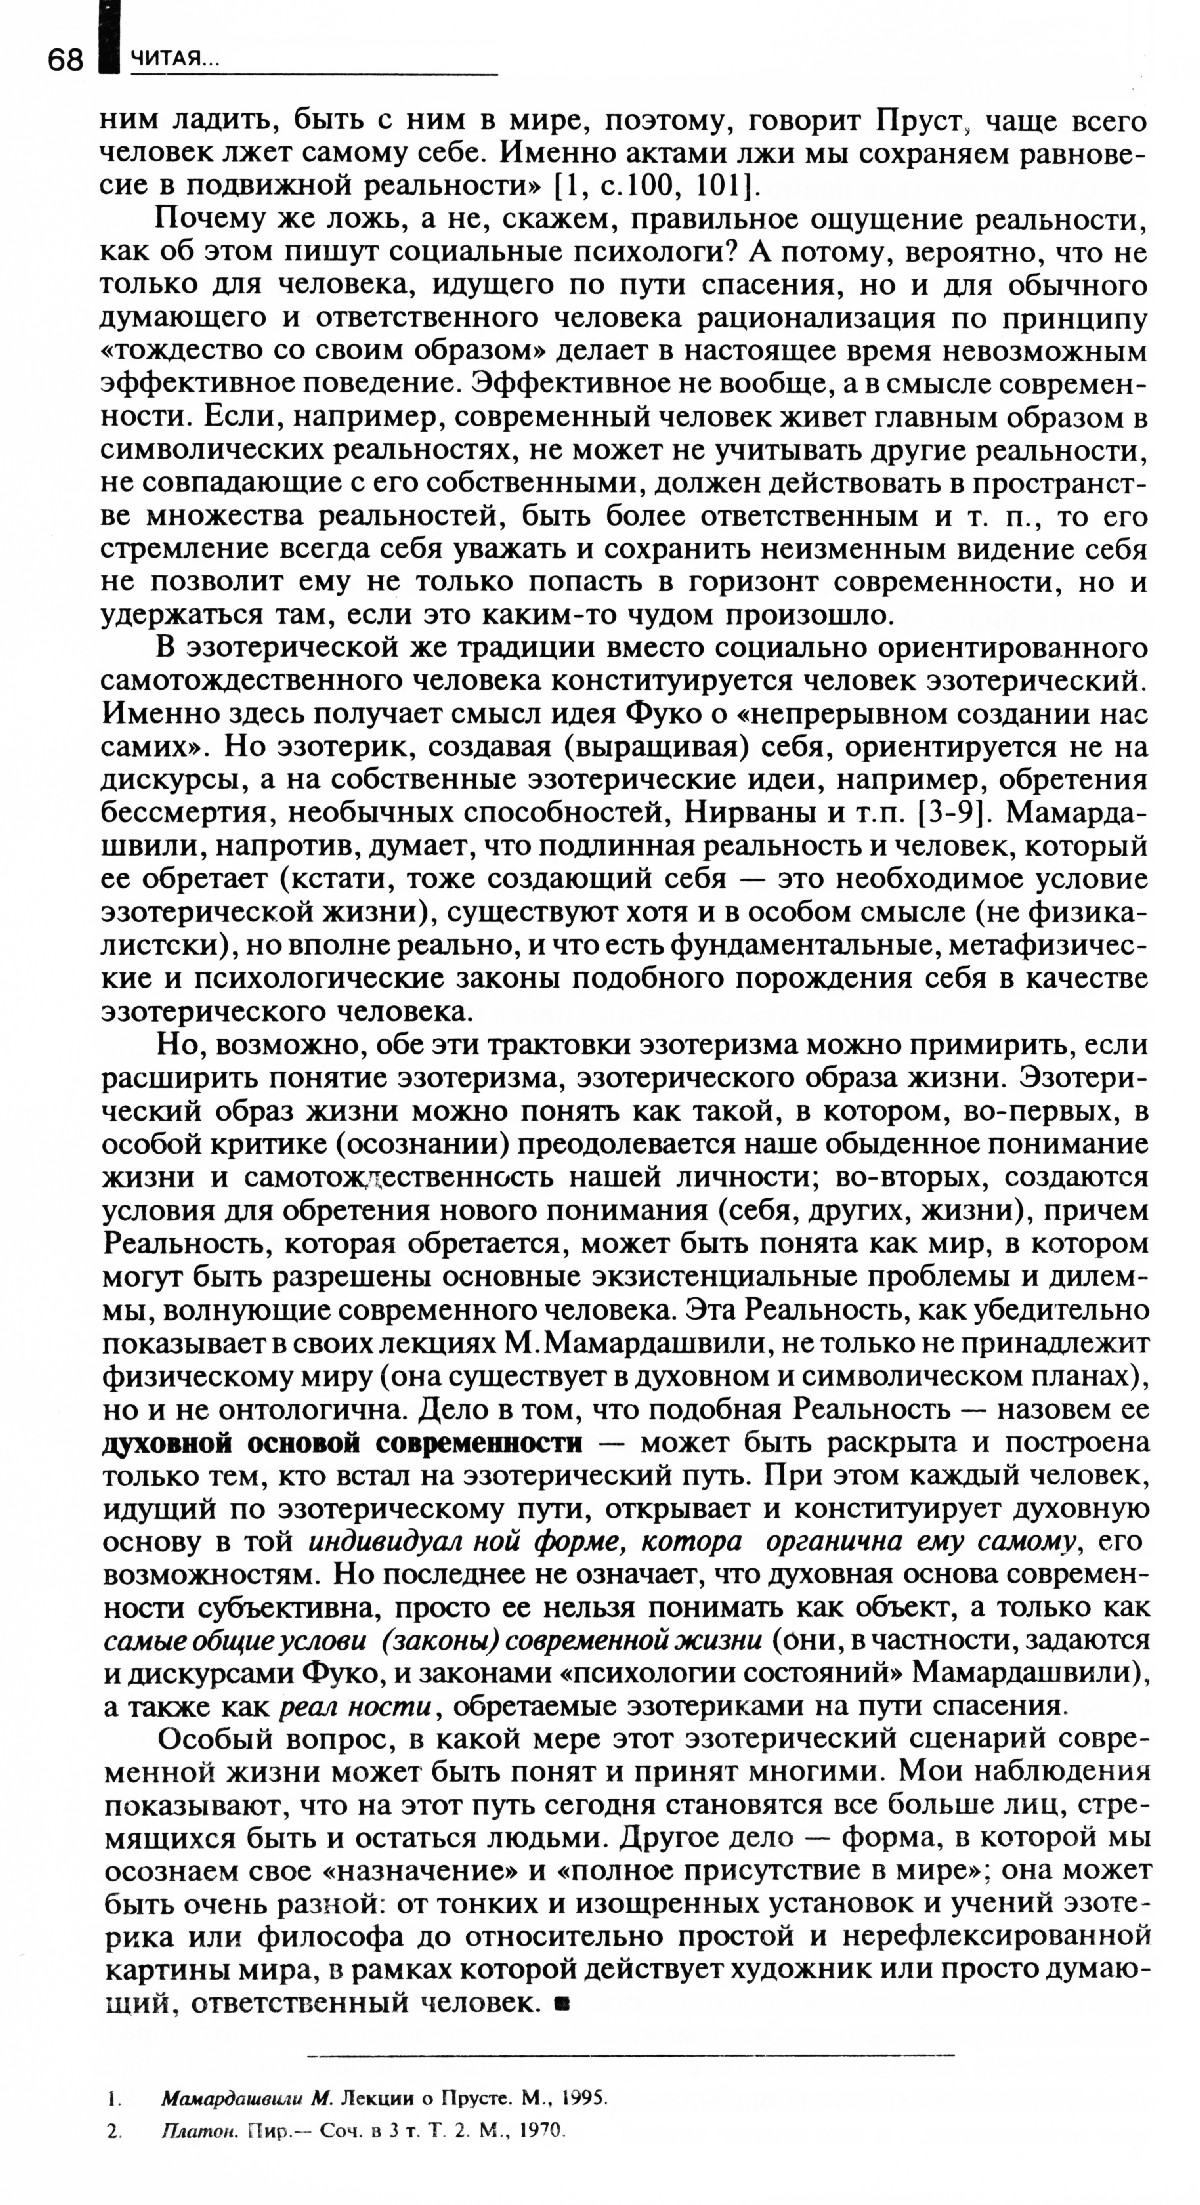 68 ЧИТАЯ...
ним ладить, быть с ним в мире, поэтому, говорит Пруст, чаще всего
человек лжет самому себе. Именно актами лжи мы сохраняем равнове-
сие в подвижной реальности» [1, с.100, 101].
Почему же ложь, а не, скажем, правильное ощущение реальности,
как об этом пишут социальные психологи? А потому, вероятно, что не
только для человека, идущего по пути спасения, но и для обычного
думающего и ответственного человека рационализация по принципу
«тождество со своим образом» делает в настоящее время невозможным
эффективное поведение. Эффективное не вообще, а в смысле современ-
ности. Если, например, современный человек живет главным образом в
символических реальностях, не может не учитывать другие реальности,
не совпадающие с его собственными, должен действовать в пространст-
ве множества реальностей, быть более ответственным и т. п., то его
стремление всегда себя уважать и сохранить неизменным видение себя
не позволит ему не только попасть в горизонт современности, но и
удержаться там, если это каким-то чудом произошло.
В эзотерической же традиции вместо социально ориентированного
самотождественного человека конституируется человек эзотерический.
Именно здесь получает смысл идея Фуко о «непрерывном создании нас
самих». Но эзотерик, создавая (выращивая) себя, ориентируется не на
дискурсы, а на собственные эзотерические идеи, например, обретения
бессмертия, необычных способностей, Нирваны и т.п. [3-9]. Мамарда-
швили, напротив, думает, что подлинная реальность и человек, который
ее обретает (кстати, тоже создающий себя — это необходимое условие
эзотерической жизни), существуют хотя и в особом смысле (не физика-
листски), но вполне реально, и что есть фундаментальные, метафизичес-
кие и психологические законы подобного порождения себя в качестве
эзотерического человека.
Но, возможно, обе эти трактовки эзотеризма можно примирить, если
расширить понятие эзотеризма, эзотерического образа жизни. Эзотери-
ческий образ жизни можно понять как такой, в котором, во-первых, в
особой критике (осознании) преодолевается наше обыденное понимание
жизни и самотождественность нашей личности; во-вторых, создаются
условия для обретения нового понимания (себя, других, жизни), причем
Реальность, которая обретается, может быть понята как мир, в котором
могут быть разрешены основные экзистенциальные проблемы и дилем-
мы, волнующие современного человека. Эта Реальность, как убедительно
показывает в своих лекциях М.Мамардашвили, не только не принадлежит
физическому миру (она существует в духовном и символическом планах),
но и не онтологична. Дело в том, что подобная Реальность — назовем ее
духовной основой современности — может быть раскрыта и построена
только тем, кто встал на эзотерический путь. При этом каждый человек,
идущий по эзотерическому пути, открывает и конституирует духовную
основу в той индивидуал ной форме, котора органична ему самому, его
возможностям. Но последнее не означает, что духовная основа современ-
ности субъективна, просто ее нельзя понимать как объект, а только как
самые общие услови (законы) современной жизни (они, в частности, задаются
и дискурсами Фуко, и законами «психологии состояний» Мамардашвили),
а также как реал ности, обретаемые эзотериками на пути спасения.
Особый вопрос, в какой мере этот эзотерический сценарий совре-
менной жизни может быть понят и принят многими. Мои наблюдения
показывают, что на этот путь сегодня становятся все больше лиц, стре-
мящихся быть и остаться людьми. Другое дело — форма, в которой мы
осознаем свое «назначение» и «полное присутствие в мире»; она может
быть очень разной: от тонких и изощренных установок и учений эзоте-
рика или философа до относительно простой и нерефлексированной
картины мира, в рамках которой действует художник или просто думаю-
щий, ответственный человек. ■
1. Мамардашвили М. Лекции о Прусте. М., 1995.
2. Платон. Пир.— Соч. в 3 т. Т. 2. М., 1970.